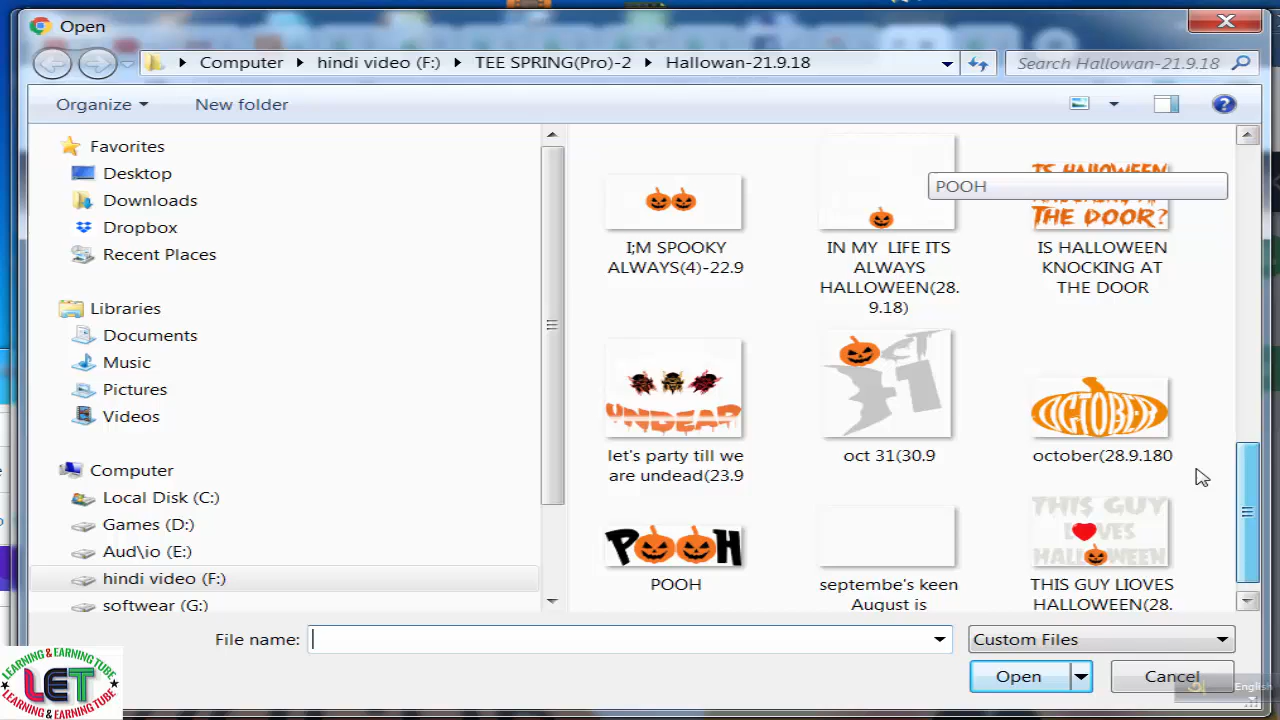 Open
Computer
hindi video (F:)
TEE SPRING(Pro)-2
Hallowan-21.9.18
Search Hallowan-21.9.18
Organize
New folder
Favorites
Desktop
Downloads
Dropbox
Recent Places
Libraries
Documents
Music
Pictures
Videos
Computer
Local Disk (C:)
Games (D:)
Aud\io (E:)
hindi video (F:)
softwear (G:)
POOH
IS HALLOWEEN
THE DOOR?
I;M SPOOKY
ALWAYS(4)-22.9
IN MY LIFE ITS
ALWAYS
HALLOWEEN(28.
9.18)
IS HALLOWEEN
KNOCKING AT
THE DOOR
UNDEAD
OCT
31
OCTOBER
let's party till we
are undead(23.9
oct 31(30.9
october(28.9.180
POOH
THIS GUY
LOVES
HALLOWEEN
POOH
septembe's keen
August is
THIS GUY LIOVES
HALLOWEEN(28.
File name:
Custom Files
Open
Cancel
English
LEARNING & EARNING TUBE
LET
LEARNING & EARNING TUBE